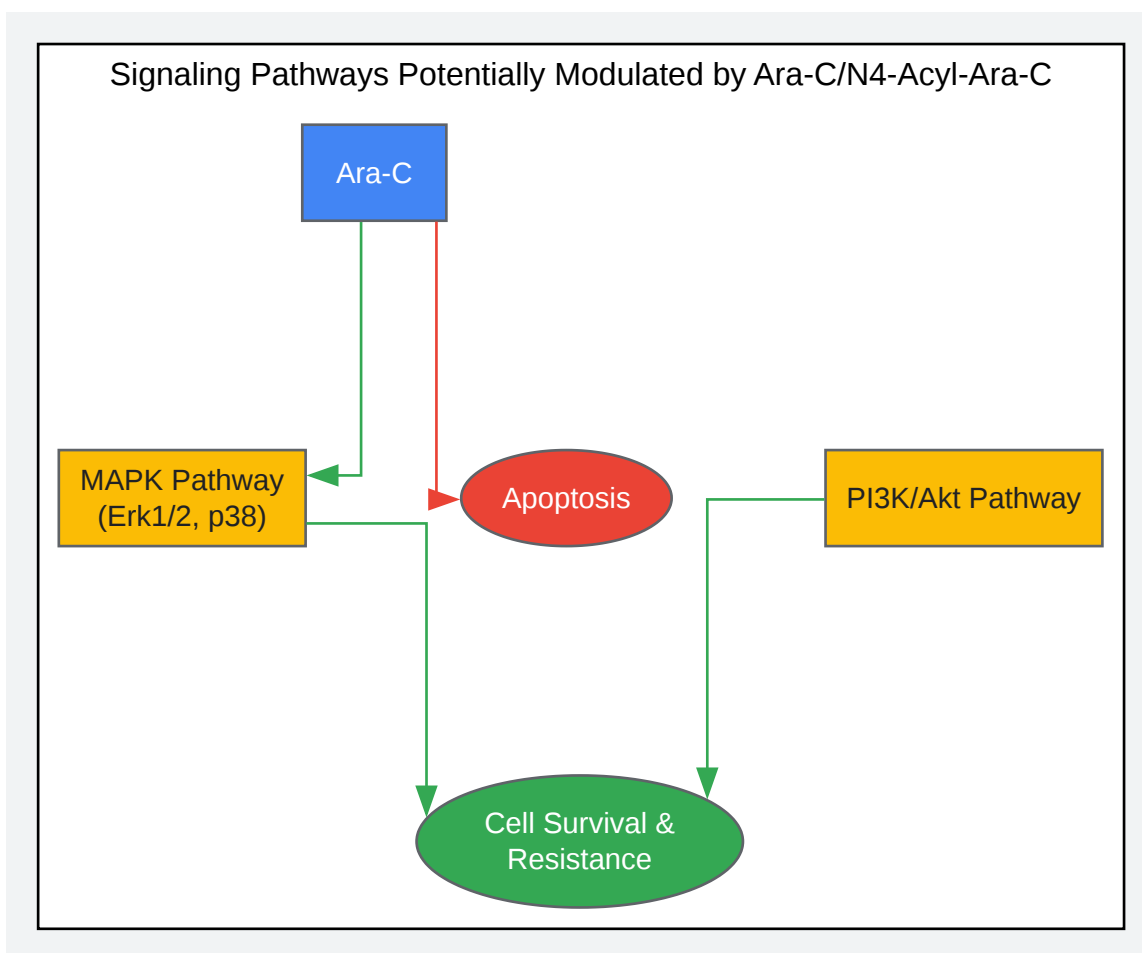 Signaling Pathways Potentially Modulated by Ara-C/N4-Acyl-Ara-C
Ara-C
MAPK Pathway
(Erk1/2, p38)
Apoptosis
PI3K/Akt Pathway
Cell Survival &
Resistance